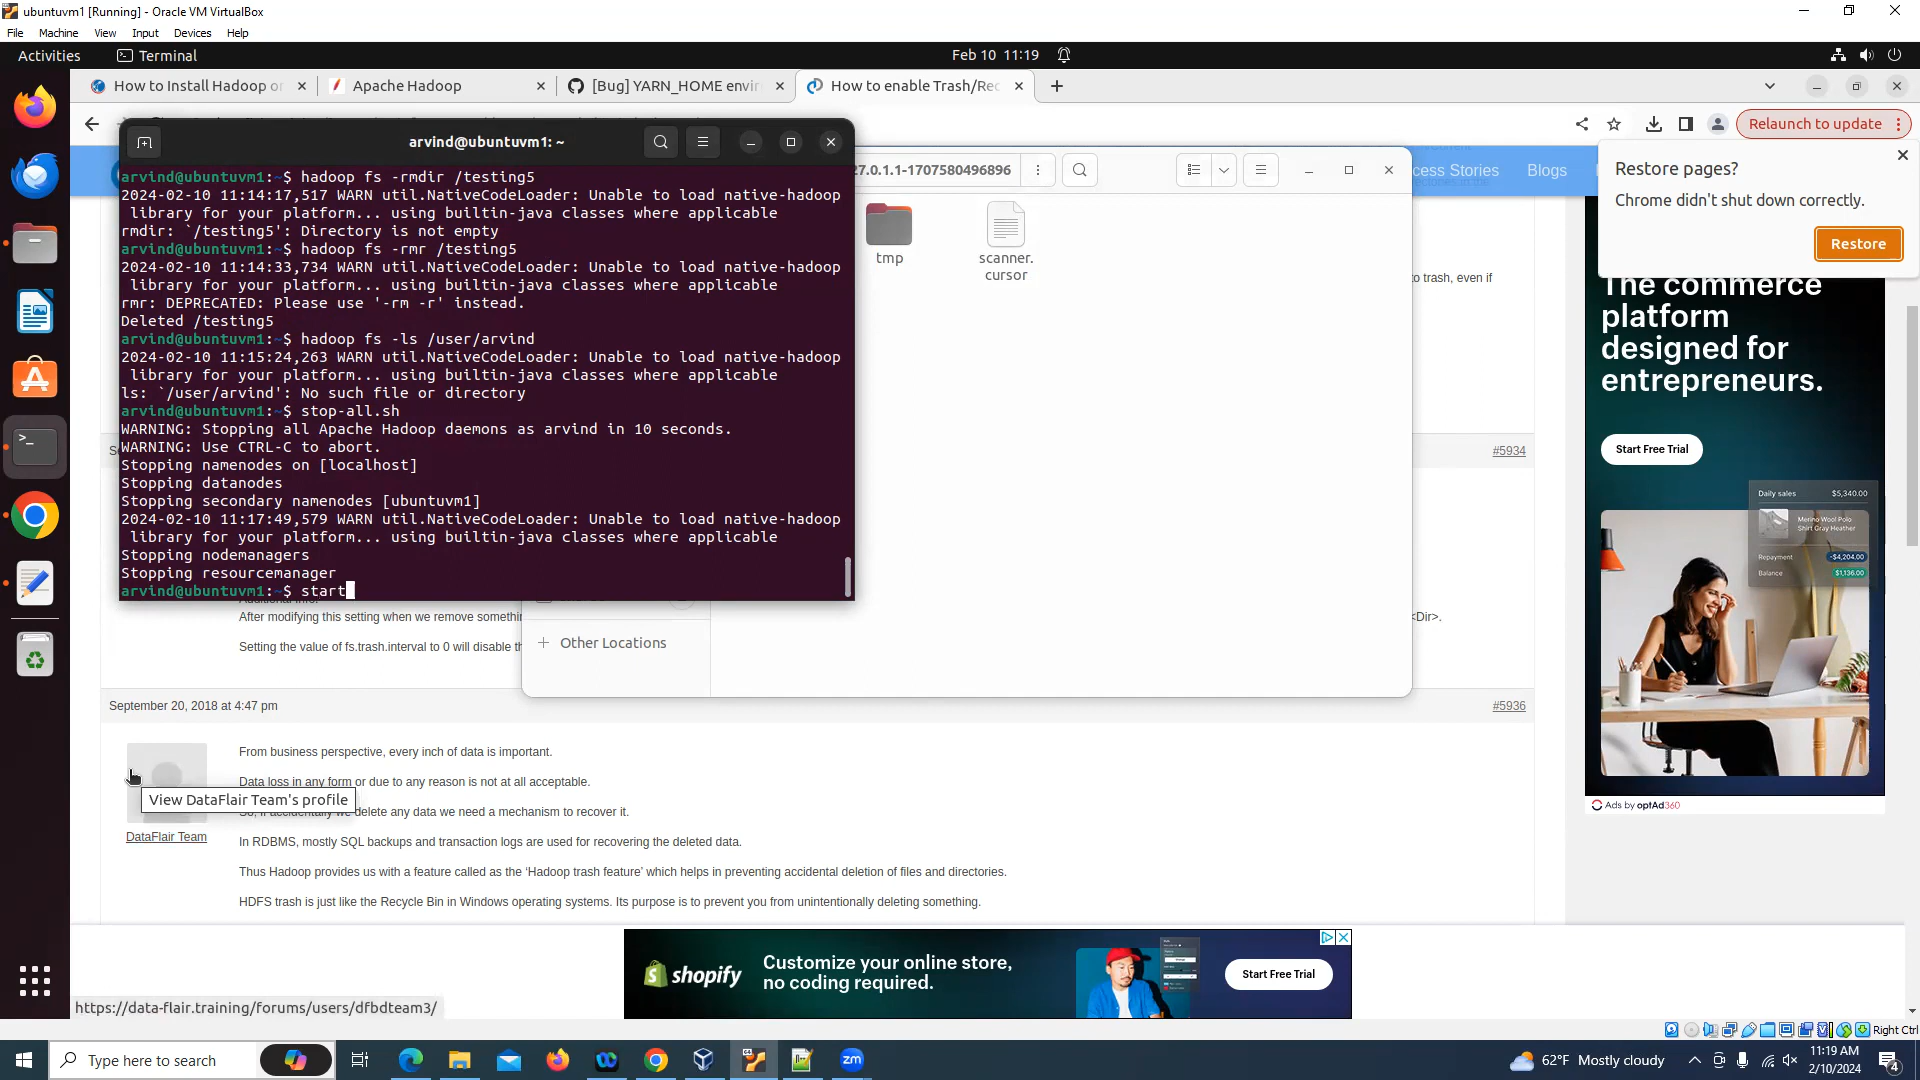 ubuntuvm1 [Running] - Oracle VM VirtualBox
File Machine View Input Devices Help
Activities Terminal Feb 10 11:19
How to Install Hadoop or Apache Hadoop [Bug] YARN_HOME envir How to enable Trash/Rec
Relaunch to update
arvind@ubuntuvm1: ~
27.0.1.1-1707580496896
cess Stories Blogs
Restore pages?
Chrome didn't shut down correctly.
Restore
arvind@ubuntuvm1:~$ hadoop fs -rmdir /testing5
2024-02-10 11:14:17,517 WARN util.NativeCodeLoader: Unable to load native-hadoop
library for your platform... using builtin-java classes where applicable
rmdir: `/testing5': Directory is not empty
arvind@ubuntuvm1:~$ hadoop fs -rmr /testing5
2024-02-10 11:14:33,734 WARN util.NativeCodeLoader: Unable to load native-hadoop
library for your platform... using builtin-java classes where applicable
rmr: DEPRECATED: Please use '-rm -r' instead.
Deleted /testing5
arvind@ubuntuvm1:~$ hadoop fs -ls /user/arvind
2024-02-10 11:15:24,263 WARN util.NativeCodeLoader: Unable to load native-hadoop
library for your platform... using builtin-java classes where applicable
ls: `/user/arvind': No such file or directory
arvind@ubuntuvm1:~$ stop-all.sh
WARNING: Stopping all Apache Hadoop daemons as arvind in 10 seconds.
WARNING: Use CTRL-C to abort.
Stopping namenodes on [localhost]
Stopping datanodes
Stopping secondary namenodes [ubuntuvm1]
2024-02-10 11:17:49,579 WARN util.NativeCodeLoader: Unable to load native-hadoop
library for your platform... using builtin-java classes where applicable
Stopping nodemanagers
Stopping resourcemanager
arvind@ubuntuvm1:~$ start
tmp
scanner.
cursor
to trash, even if
The commerce
platform
designed for
entrepreneurs.
Start Free Trial
Daily sales $5,340.00
Merino Wool Polo
Shirt Gray Heather
Repayment -$4,204.00
Balance $1,136.00
Ads by optAd360
S
#5934
Additional Info:
After modifying this setting when we remove somethin
<Dir>.
Setting the value of fs.trash.interval to 0 will disable th
Other Locations
September 20, 2018 at 4:47 pm
#5936
From business perspective, every inch of data is important.
Data loss in any form or due to any reason is not at all acceptable.
View DataFlair Team's profile
So, if accidentally we delete any data we need a mechanism to recover it.
DataFlair Team
In RDBMS, mostly SQL backups and transaction logs are used for recovering the deleted data.
Thus Hadoop provides us with a feature called as the ‘Hadoop trash feature’ which helps in preventing accidental deletion of files and directories.
HDFS trash is just like the Recycle Bin in Windows operating systems. Its purpose is to prevent you from unintentionally deleting something.
shopify
Customize your online store,
no coding required.
Start Free Trial
https://data-flair.training/forums/users/dfbdteam3/
Right Ctrl
Type here to search
zm
62°F Mostly cloudy
11:19 AM
2/10/2024
4